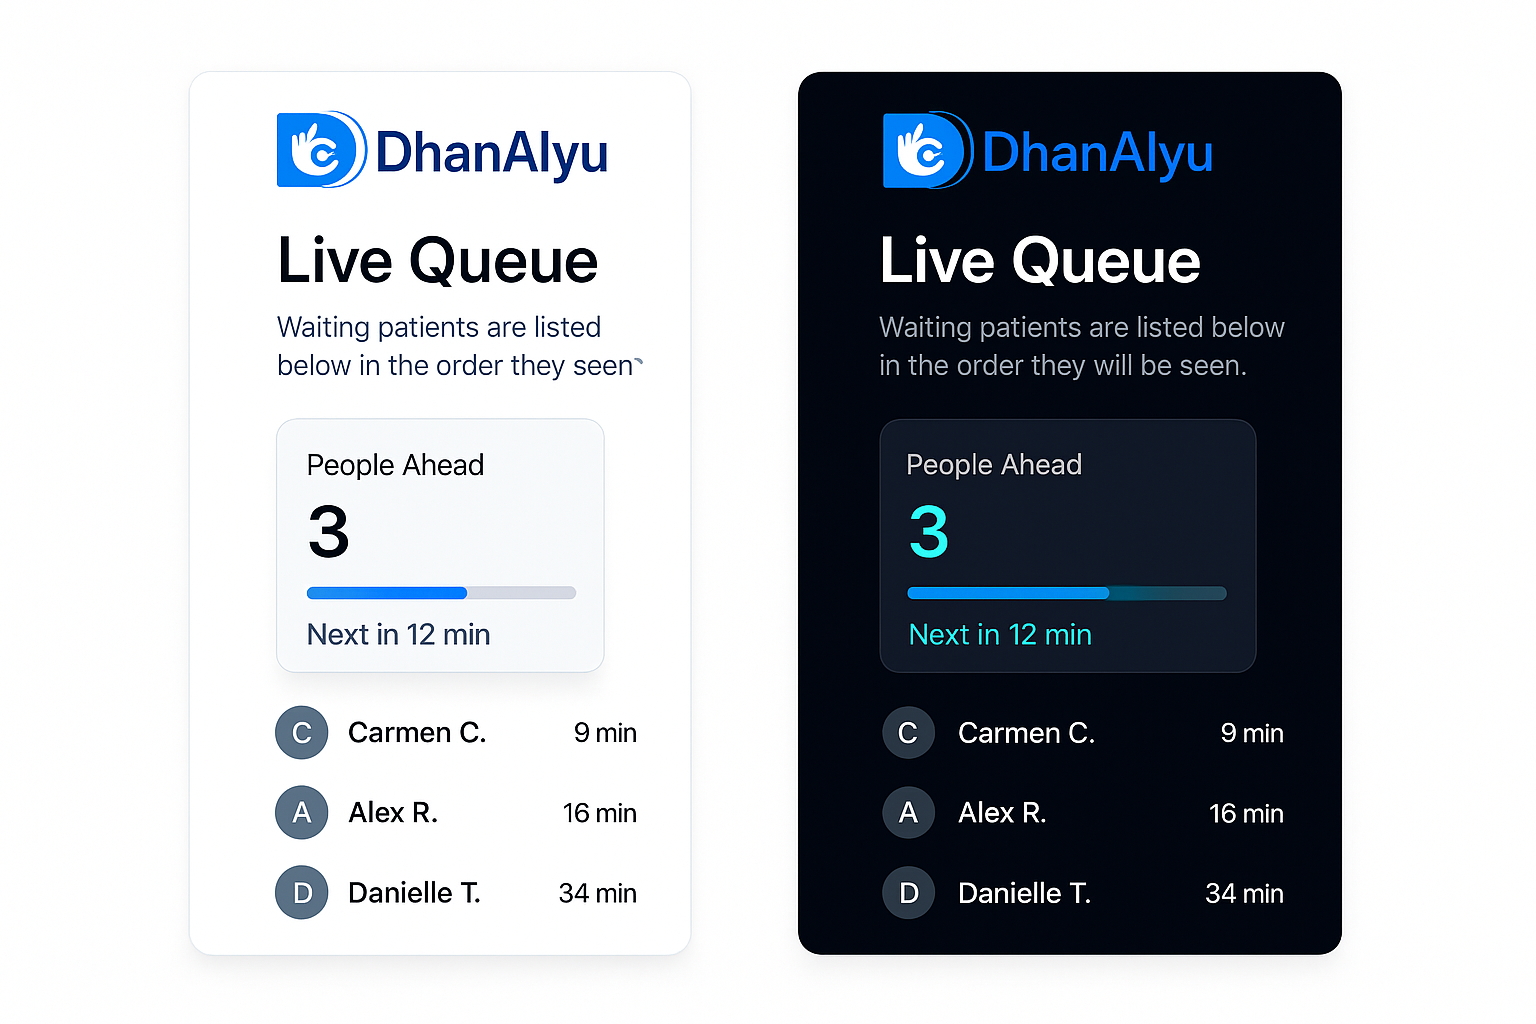 DhanAlyu
Live Queue
Waiting patients are listed
below in the order they seen`
People Ahead
3
Next in 12 min
C Carmen C. 9 min
A Alex R. 16 min
D Danielle T. 34 min
DhanAlyu
Live Queue
Waiting patients are listed below
in the order they will be seen.
People Ahead
3
Next in 12 min
C Carmen C. 9 min
A Alex R. 16 min
D Danielle T. 34 min